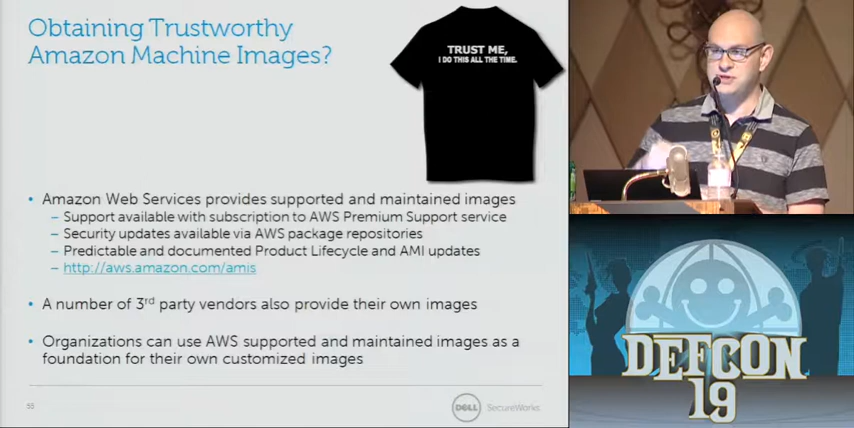 Obtaining Trustworthy
Amazon Machine Images?
TRUST ME,
I DO THIS ALL THE TIME.
• Amazon Web Services provides supported and maintained images
– Support available with subscription to AWS Premium Support service
– Security updates available via AWS package repositories
– Predictable and documented Product Lifecycle and AMI updates
– http://aws.amazon.com/amis
• A number of 3rd party vendors also provide their own images
• Organizations can use AWS supported and maintained images as a
foundation for their own customized images
DELL SecureWorks
DEFCON
19